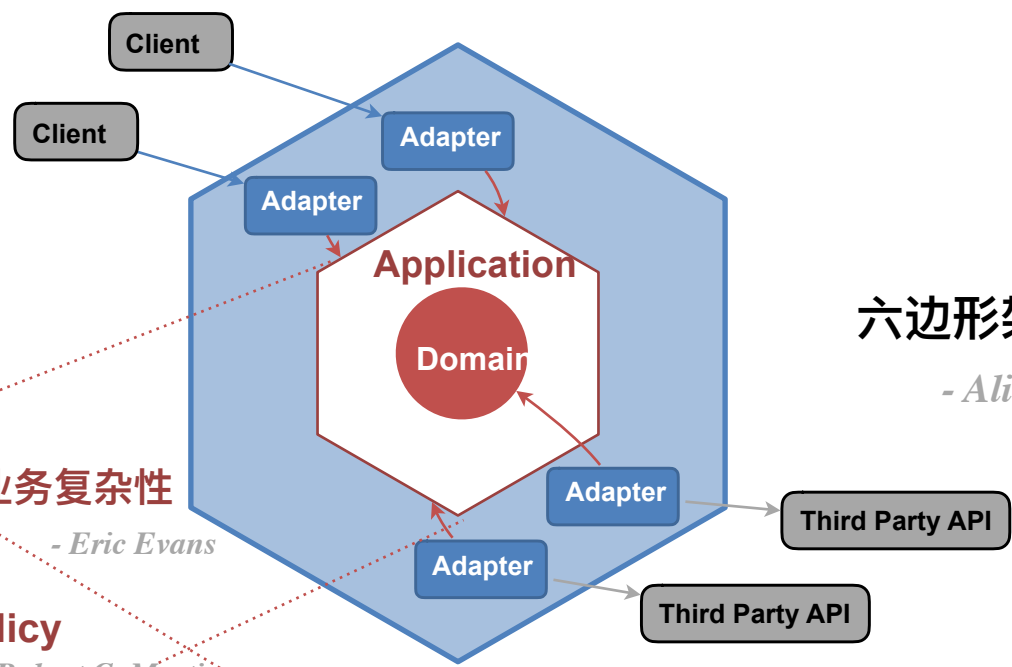 Client
Client
Adapter
Adapter
Application
Domain
六边形
- Ali
务复杂性
- Eric Evans
Adapter
Third Party API
Adapter
Third Party API
licy